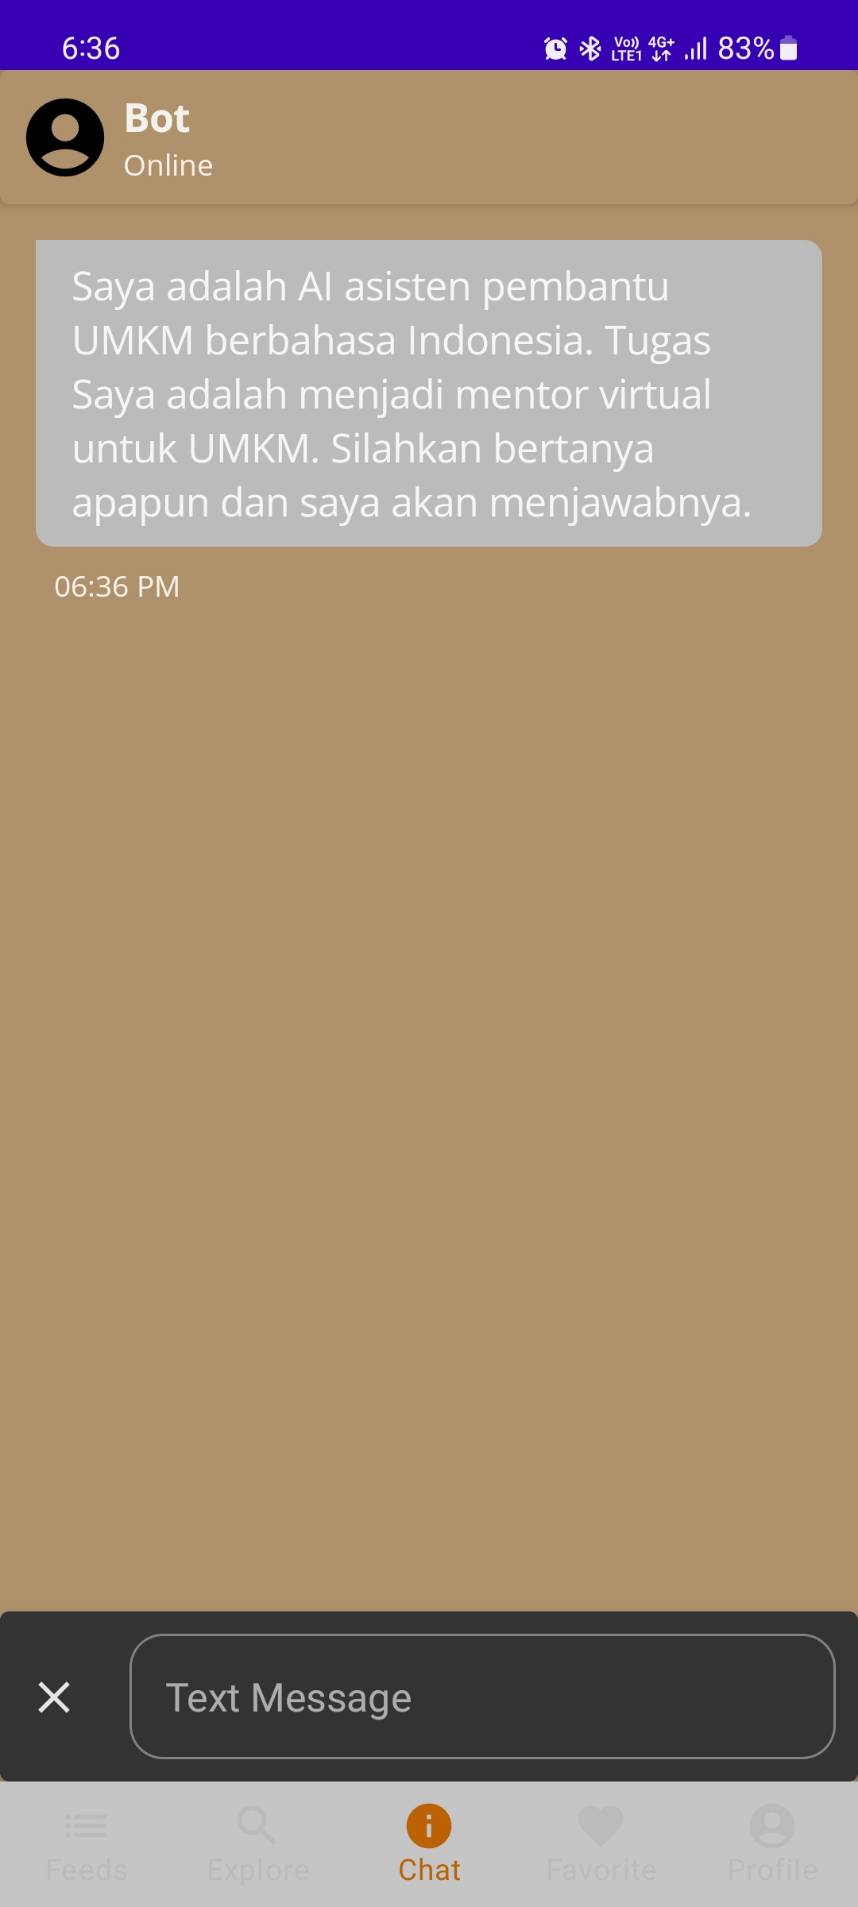 6:36
Vo)) 4G+ 83%
LTE1
Bot
Online
Saya adalah AI asisten pembantu
UMKM berbahasa Indonesia. Tugas
Saya adalah menjadi mentor virtual
untuk UMKM. Silahkan bertanya
apapun dan saya akan menjawabnya.
06:36 PM
Text Message
Feeds Explore Chat Favorite Profile